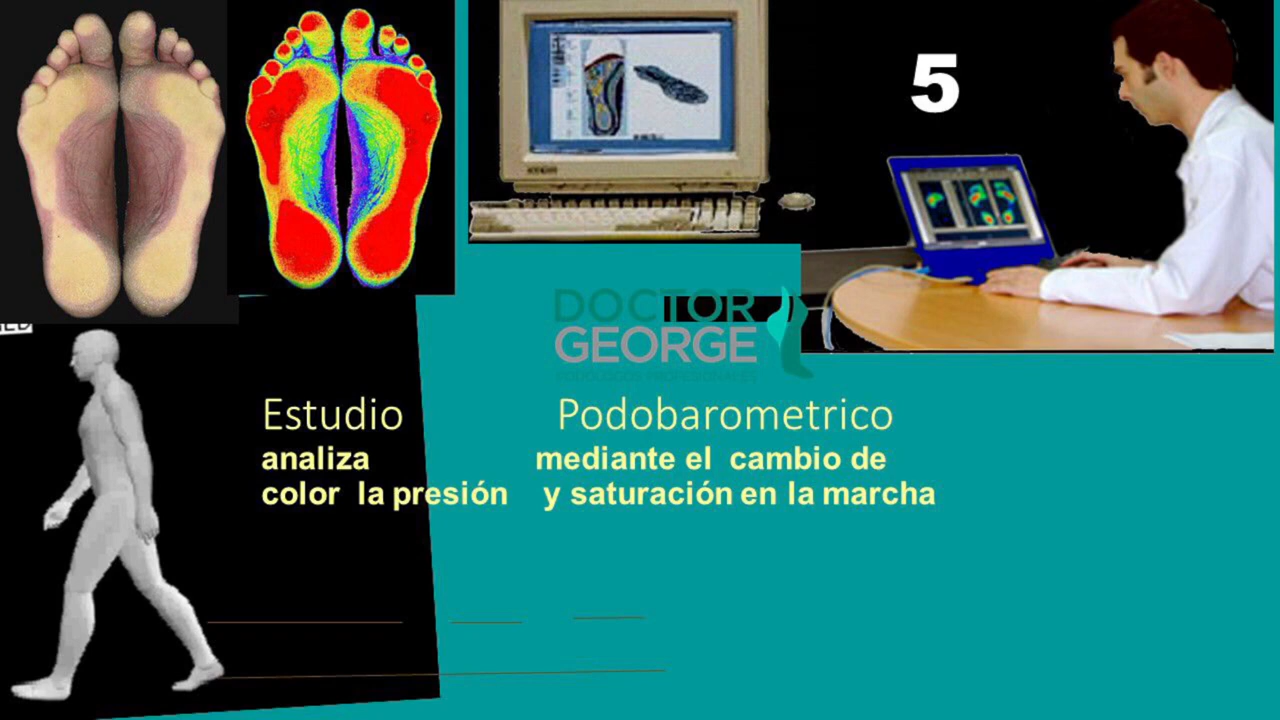 5
DOCTOR
GEORGE
Estudio Podobarometrico
analiza mediante el cambio de
color la presión y saturación en la marcha